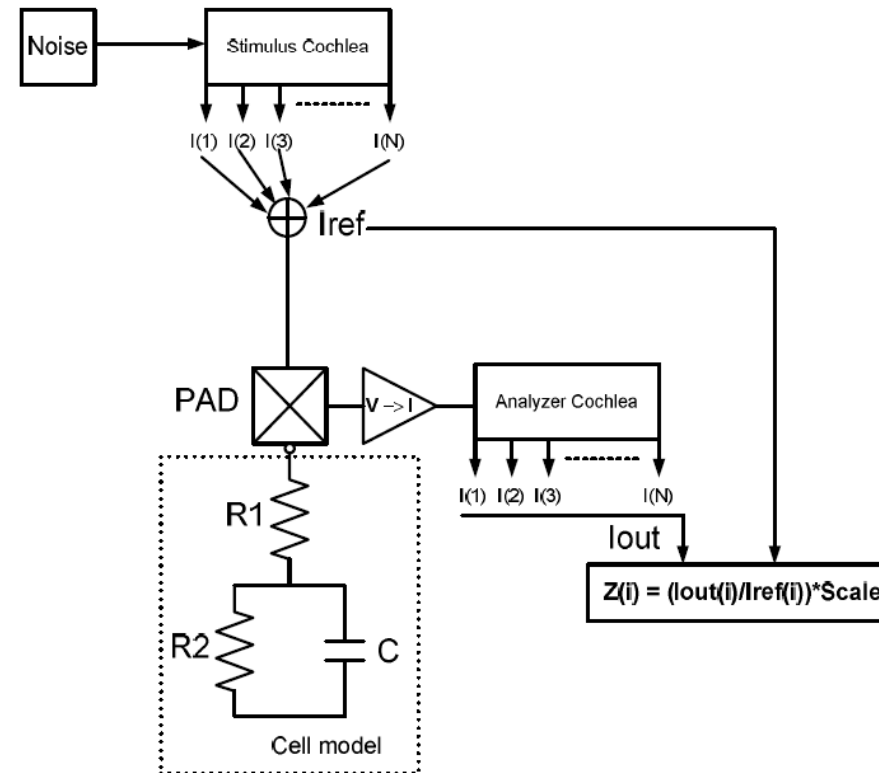 Noise
Stimulus Cochlea
I(1) I(2) I(3) I(N)
Iref
PAD
V -> I
Analyzer Cochlea
I(1) I(2) I(3) I(N)
Iout
Z(i) = (Iout(i)/Iref(i))*Scale
R1
R2
C
Cell model